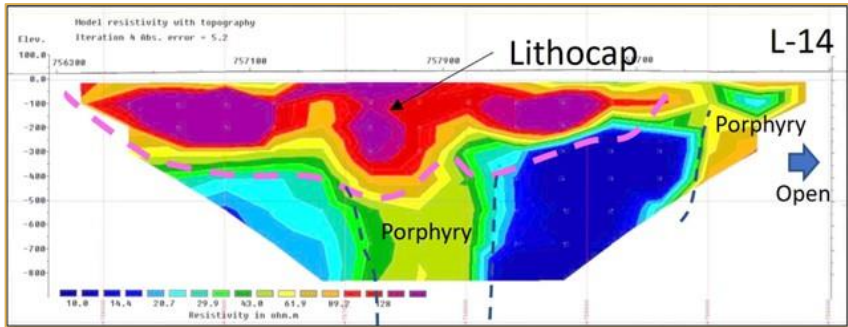 Model resistivity with topography
Iteration 4 Abs. error = 5.2
L-14
Elev.
Lithocap
100.0
756300
757100
757900
0.0
-100
-200
-300
-400
-500
-600
-700
-800
Porphyry
Open
Porphyry
10.0 14.4 20.7 29.9 43.0 61.9 89.2 128
Resistivity in ohm.m